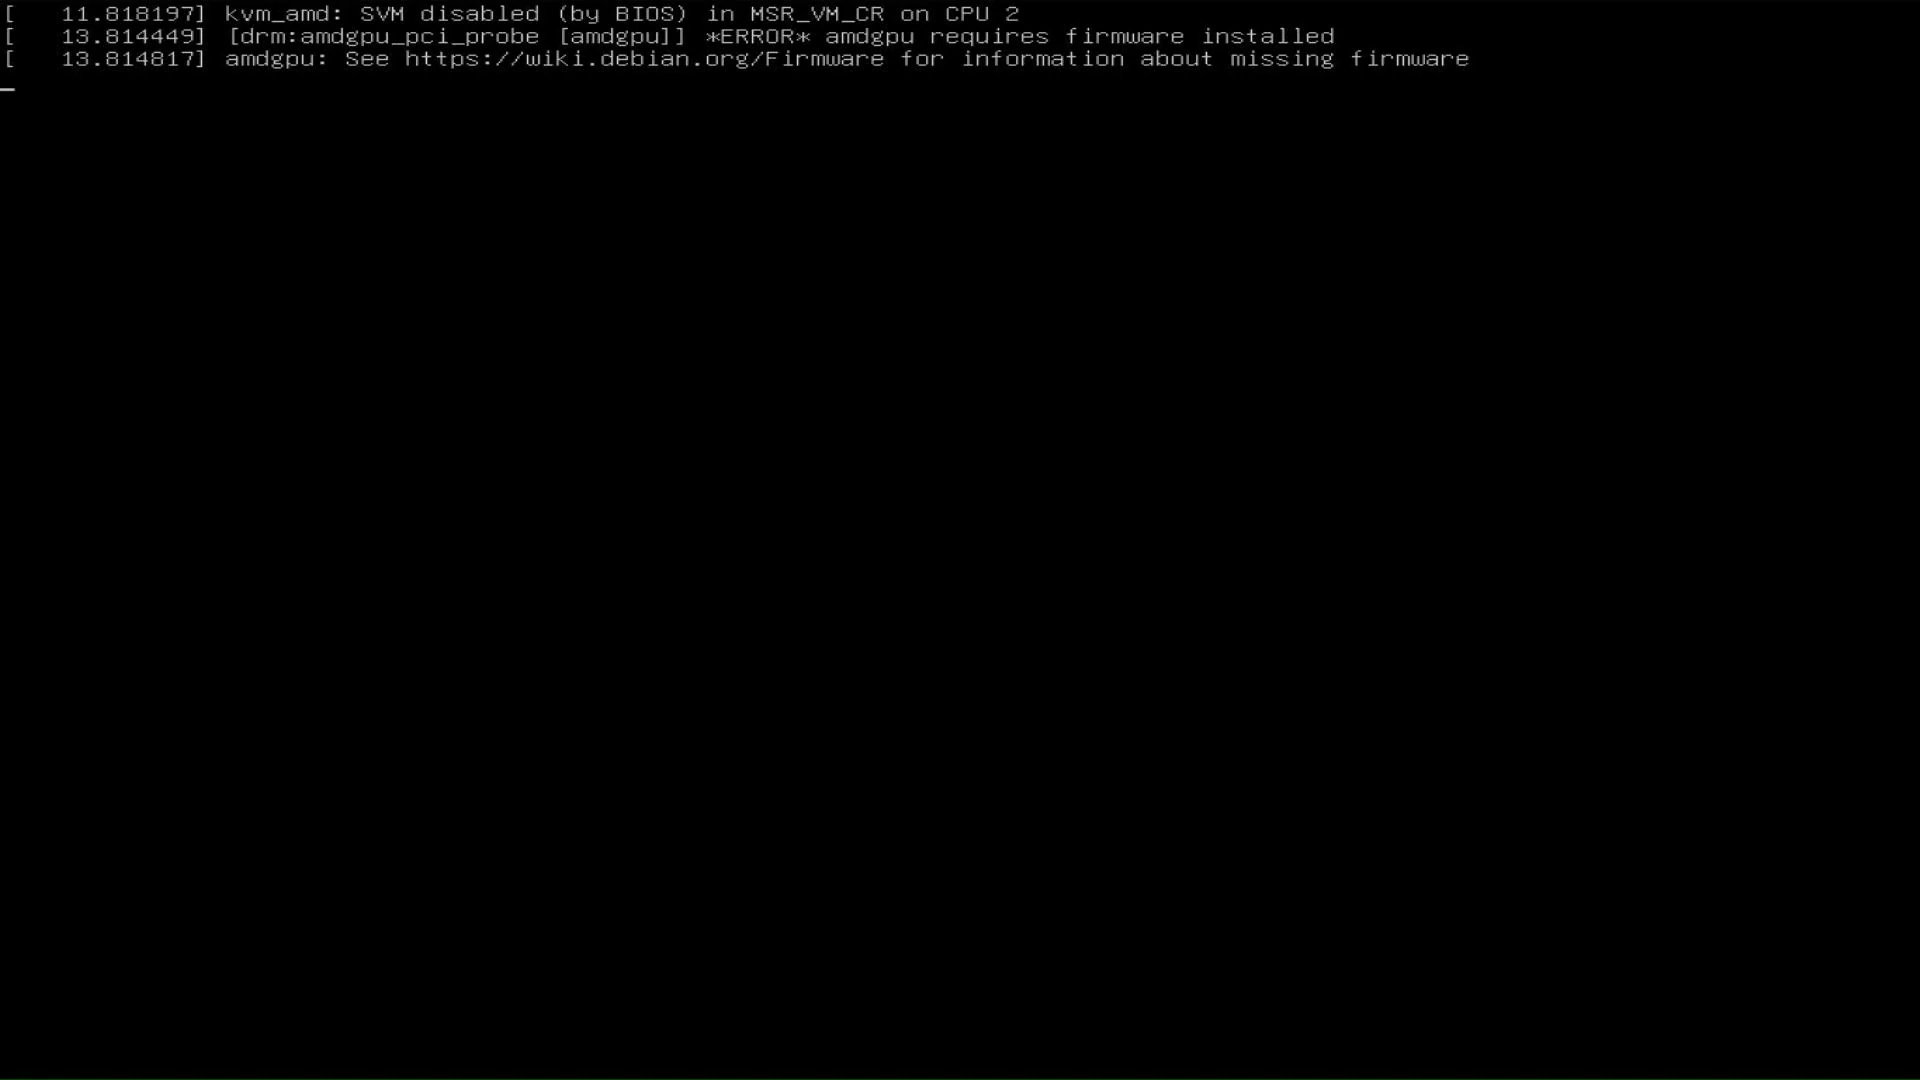 [   11.818197] kvm_amd: SVM disabled (by BIOS) in MSR_VM_CR on CPU 2
[   13.814449] [drm:amdgpu_pci_probe [amdgpu]] *ERROR* amdgpu requires firmware installed
[   13.814817] amdgpu: See https://wiki.debian.org/Firmware for information about missing firmware